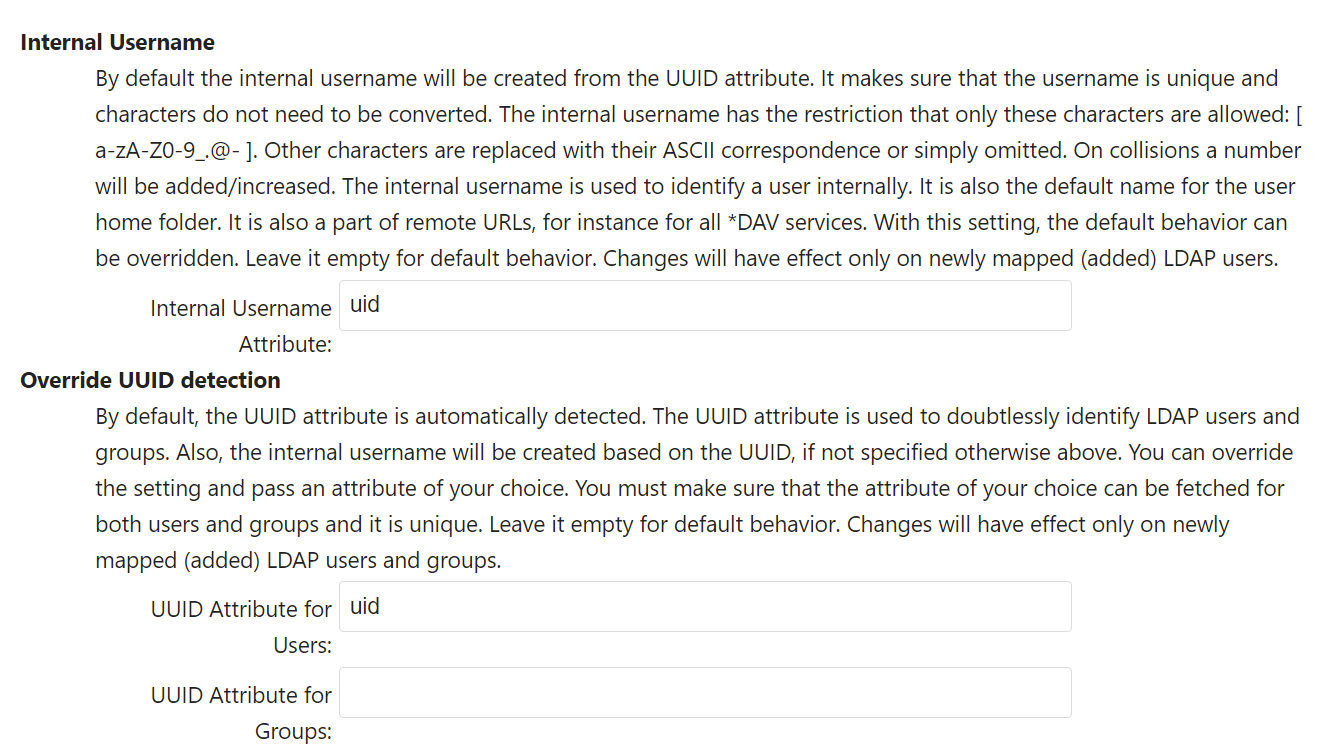 Internal Username
By default the internal username will be created from the UUID attribute. It makes sure that the username is unique and
characters do not need to be converted. The internal username has the restriction that only these characters are allowed: [
a-zA-Z0-9_.@- ]. Other characters are replaced with their ASCII correspondence or simply omitted. On collisions a number
will be added/increased. The internal username is used to identify a user internally. It is also the default name for the user
home folder. It is also a part of remote URLs, for instance for all *DAV services. With this setting, the default behavior can
be overridden. Leave it empty for default behavior. Changes will have effect only on newly mapped (added) LDAP users.
Internal Username uid
Attribute:
Override UUID detection
By default, the UUID attribute is automatically detected. The UUID attribute is used to doubtlessly identify LDAP users and
groups. Also, the internal username will be created based on the UUID, if not specified otherwise above. You can override
the setting and pass an attribute of your choice. You must make sure that the attribute of your choice can be fetched for
both users and groups and it is unique. Leave it empty for default behavior. Changes will have effect only on newly
mapped (added) LDAP users and groups.
UUID Attribute for uid
Users:
UUID Attribute for
Groups: